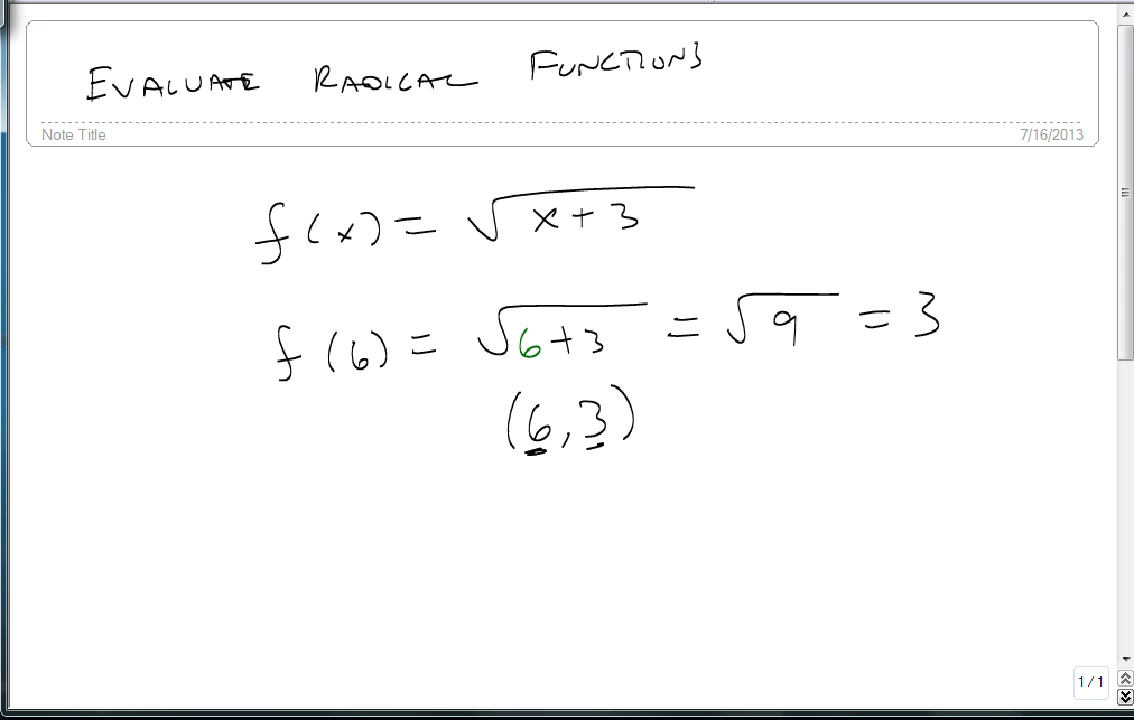 EVALUATE RADICAL FUNCTIONS
Note Title
7/16/2013
f(x) = √x+3
f(6) = √6+3 = √9 = 3
(6,3)
1/1